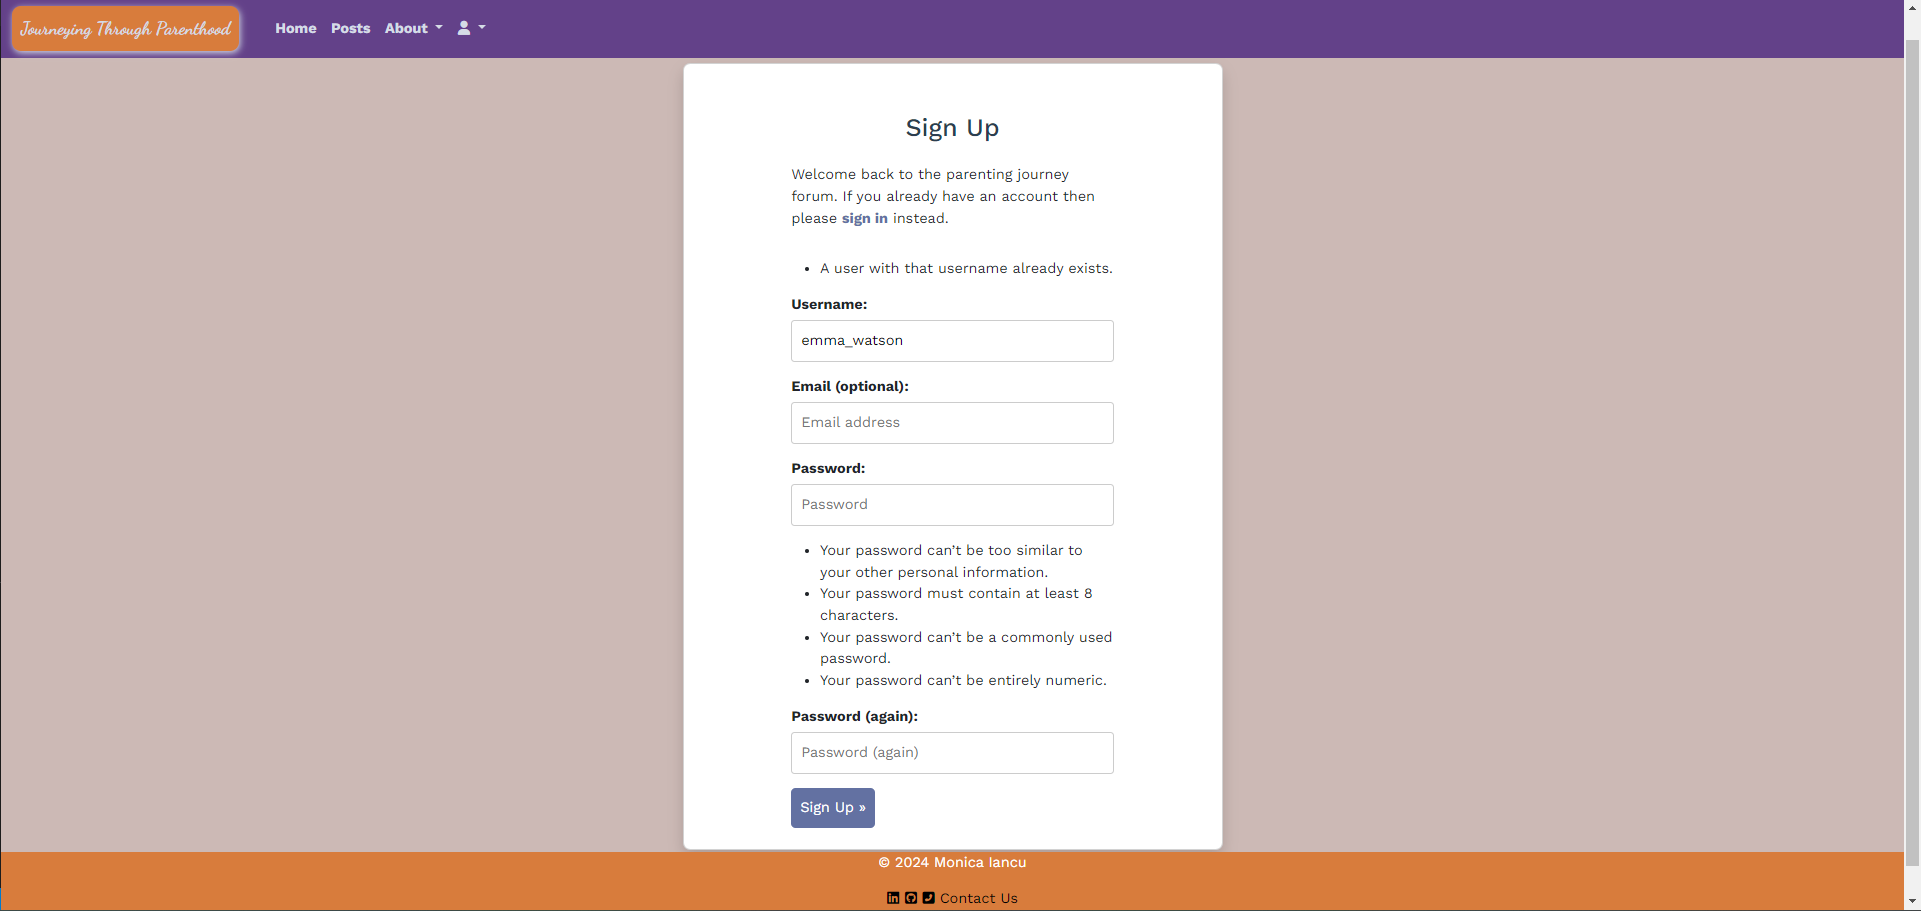 Journeying Through Parenthood
Home Posts About
Sign Up
Welcome back to the parenting journey
forum. If you already have an account then
please sign in instead.
A user with that username already exists.
Username:
emma_watson
Email (optional):
Email address
Password:
Password
Your password can’t be too similar to
your other personal information.
Your password must contain at least 8
characters.
Your password can’t be a commonly used
password.
Your password can’t be entirely numeric.
Password (again):
Password (again)
Sign Up »
© 2024 Monica Iancu
Contact Us